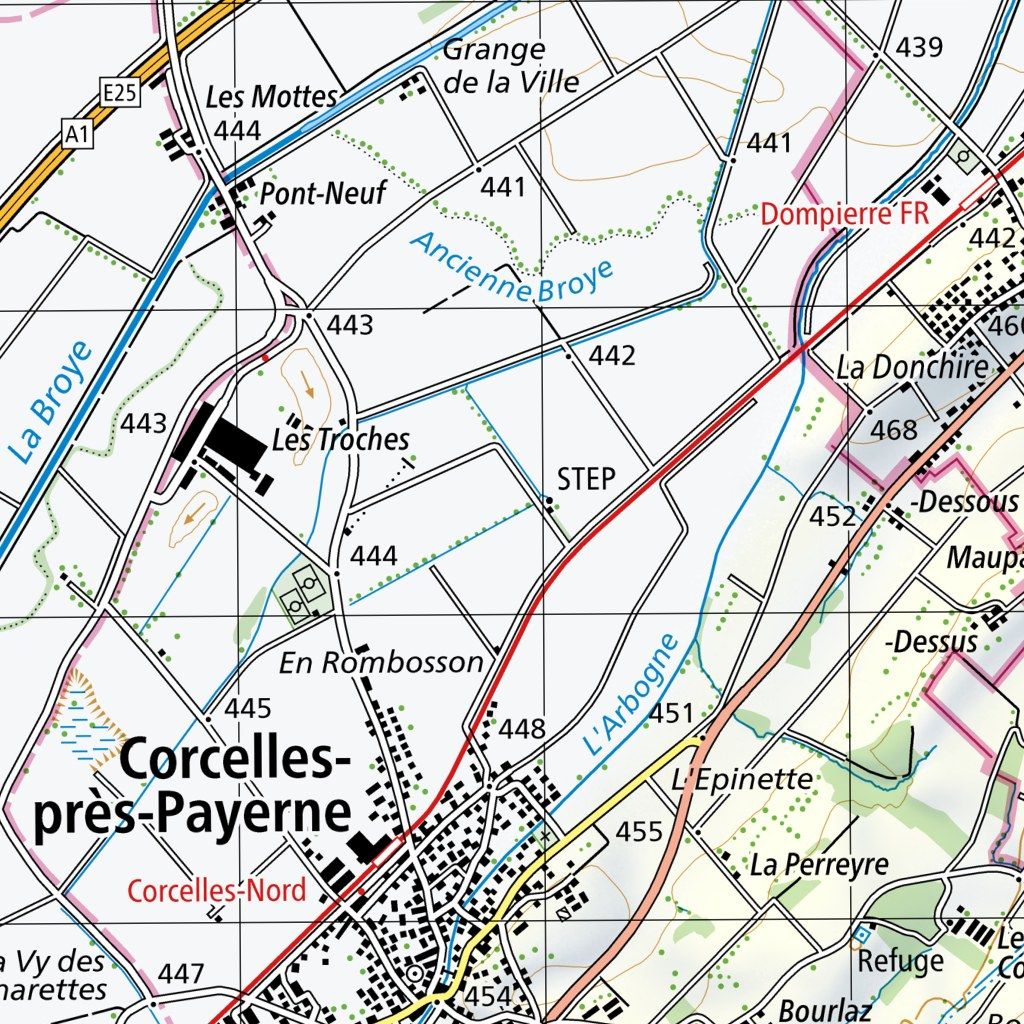 439
Grange
de la Ville
E25
Les Mottes
A1
444
441
441
Pont-Neuf
Dompierre FR
442
Ancienne Broye
443
442
La Donchire
La Broye
443
Les Troches
468
STEP
452
-Dessous
444
-Dessus
En Rombosson
L'Arbogne
445
451
448
Corcelles-
près-Payerne
L'Epinette
455
La Perreyre
Corcelles-Nord
Vy des
447
Refuge
454
Bourlaz